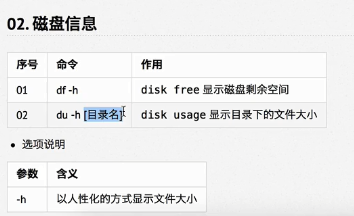 02. 磁盘信息
序号 命令 作用
01 df -h disk free 显示磁盘剩余空间
02 du -h [目录名] disk usage 显示目录下的文件大小
• 选项说明
参数 含义
-h 以人性化的方式显示文件大小